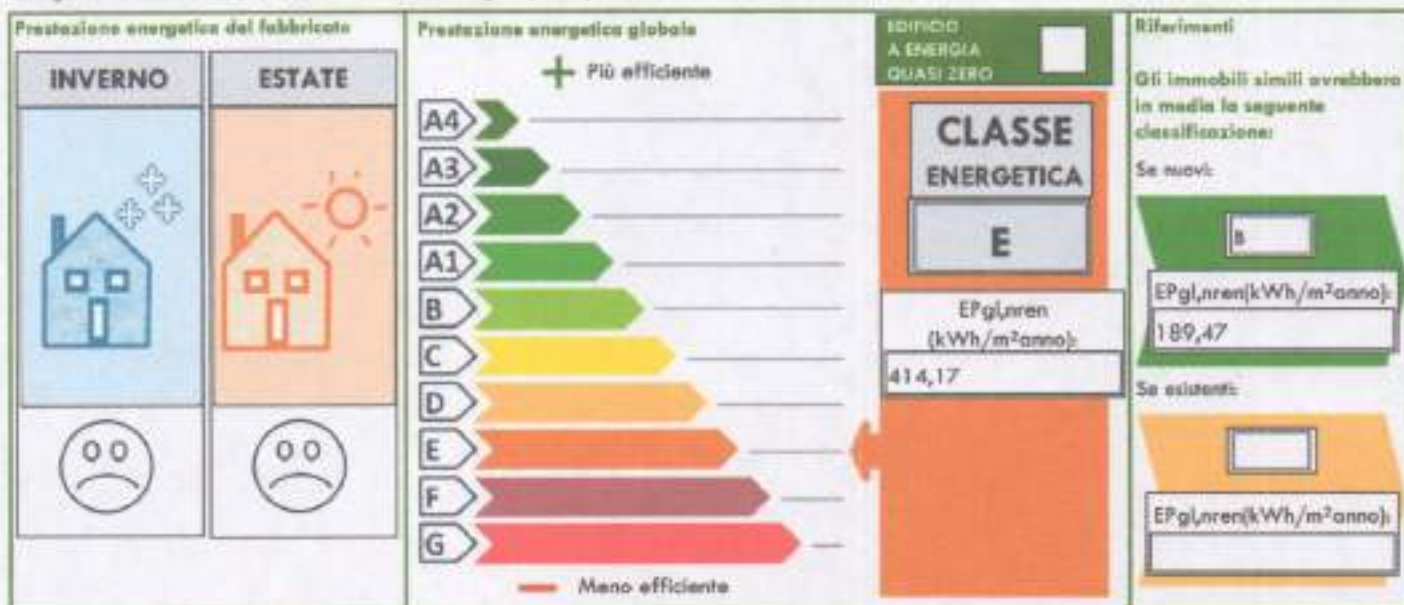 Prestazione energetica del fabbricato
INVERNO
ESTATE
Prestazione energetica globale
Più efficiente
A4
A3
A2
A1
B
C
D
E
F
G
Meno efficiente
EDIFICIO
A ENERGIA
QUASI ZERO
CLASSE
ENERGETICA
E
EPgl,nren
(kWh/m²anno):
414,17
Riferimenti
Gli immobili simili avrebbero
in media la seguente
classificazione:
Se nuovi:
B
EPgl,nren(kWh/m²anno):
189,47
Se esistenti:
EPgl,nren(kWh/m²anno):